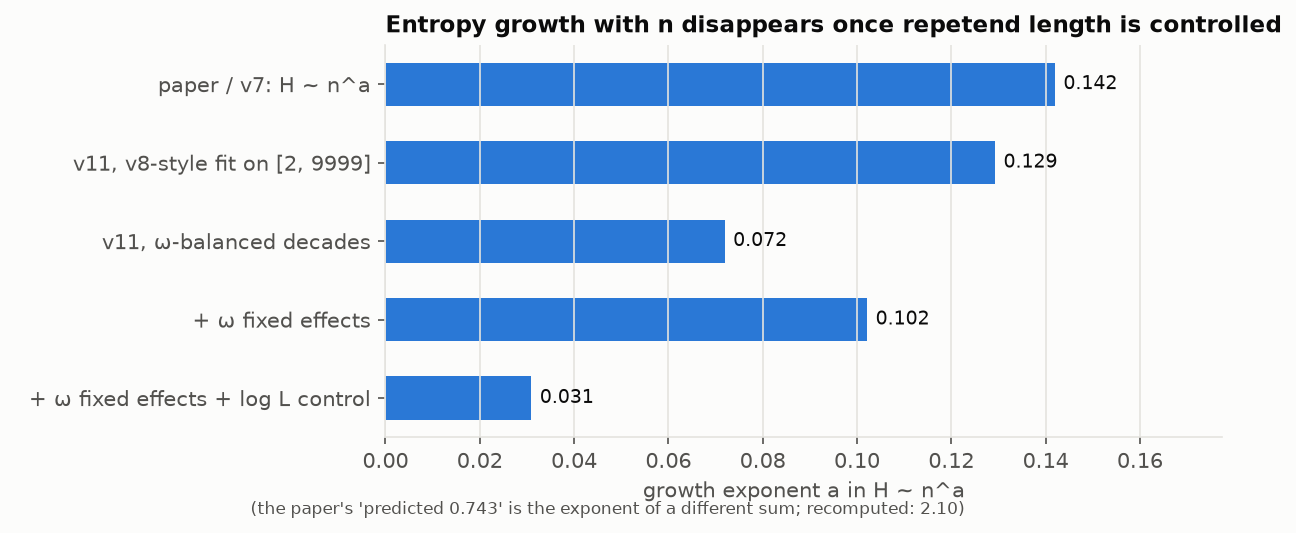 Entropy growth with n disappears once repetend length is controlled
paper / v7: H ~ n^a
0.142
v11, v8-style fit on [2, 9999]
0.129
v11, ω-balanced decades
0.072
+ ω fixed effects
0.102
+ ω fixed effects + log L control
0.031
0.00 0.02 0.04 0.06 0.08 0.10 0.12 0.14 0.16
growth exponent a in H ~ n^a
(the paper's 'predicted 0.743' is the exponent of a different sum; recomputed: 2.10)